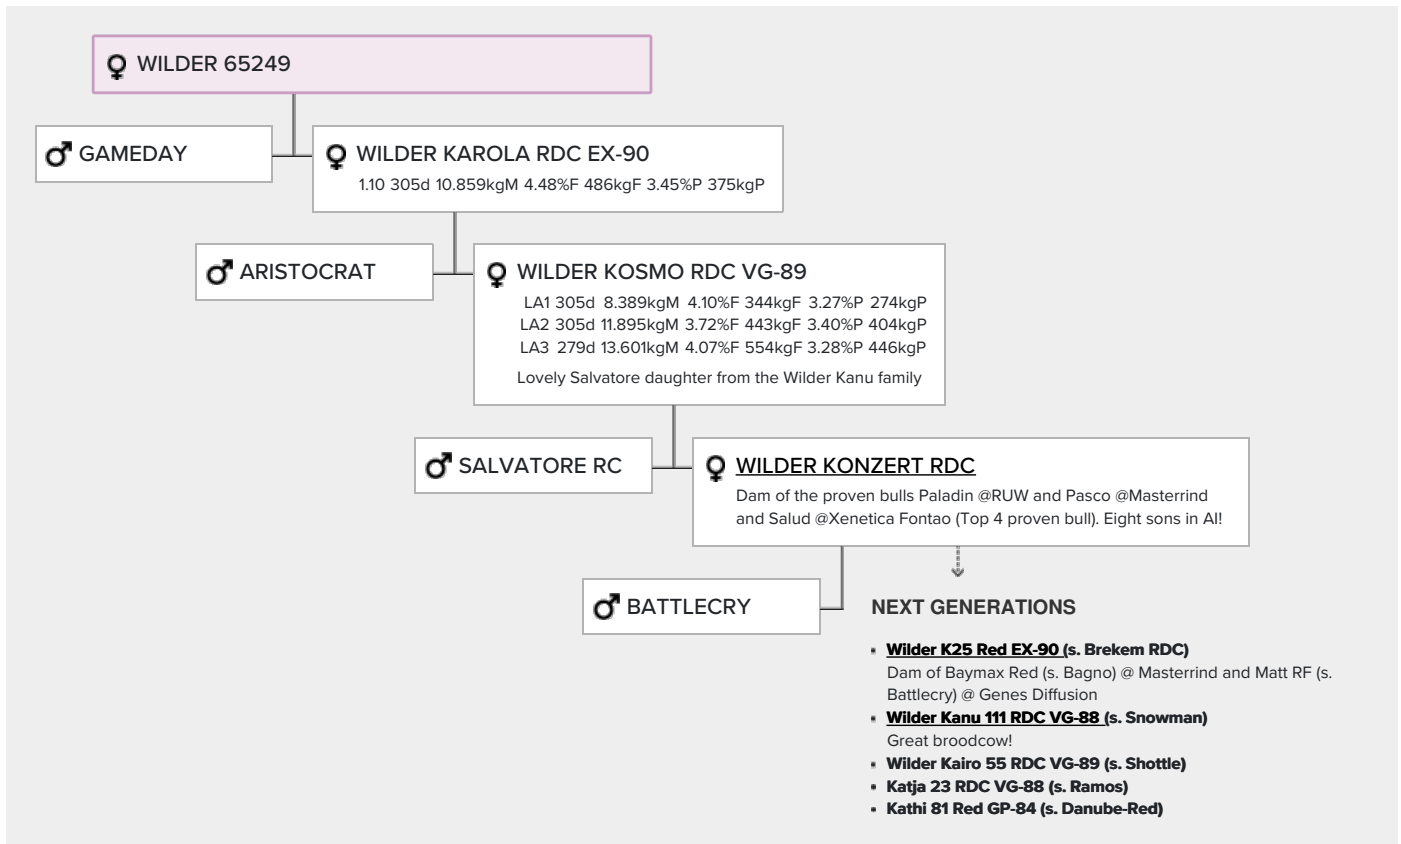 WILDER 65249
GAMEDAY
WILDER KAROLA RDC EX-90
1.10 305d 10.859kgM 4.48%F 486kgF 3.45%P 375kgP
ARISTOCRAT
WILDER KOSMO RDC VG-89
LA1 305d 8.389kgM 4.10%F 344kgF 3.27%P 274kgP
LA2 305d 11.895kgM 3.72%F 443kgF 3.40%P 404kgP
LA3 279d 13.601kgM 4.07%F 554kgF 3.28%P 446kgP
Lovely Salvatore daughter from the Wilder Kanu family
SALVATORE RC
WILDER KONZERT RDC
Dam of the proven bulls Paladin @RUW and Pasco @Masterrind
and Salud @Xenetica Fontao (Top 4 proven bull). Eight sons in AI!
BATTLECRY
NEXT GENERATIONS
Wilder K25 Red EX-90 (s. Brekem RDC)
Dam of Baymax Red (s. Bagno) @ Masterrind and Matt RF (s.
Battlecry) @ Genes Diffusion
Wilder Kanu 111 RDC VG-88 (s. Snowman)
Great broodcow!
Wilder Kairo 55 RDC VG-89 (s. Shottle)
Katja 23 RDC VG-88 (s. Ramos)
Kathi 81 Red GP-84 (s. Danube-Red)